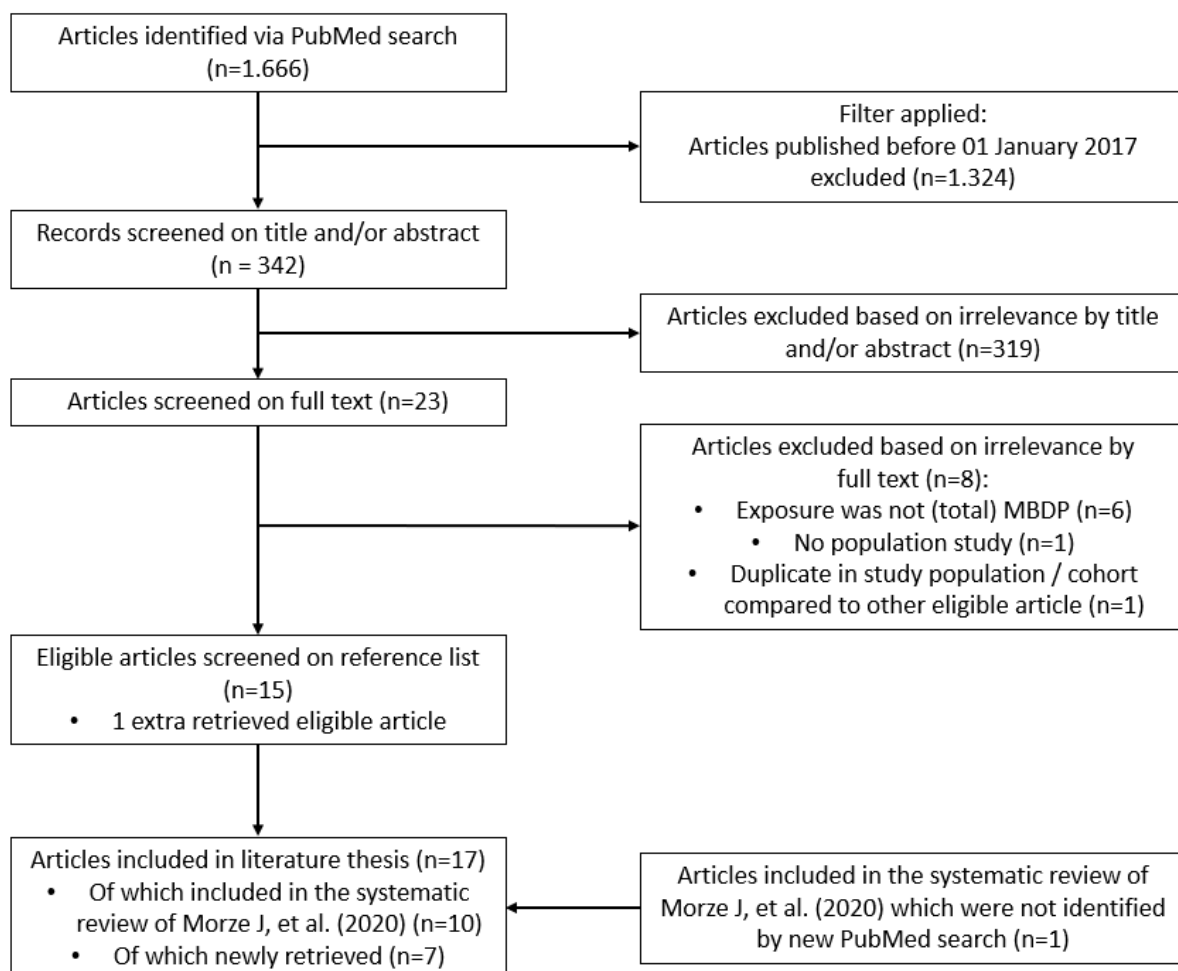 Articles identified via PubMed search
(n=1.666)
Filter applied:
Articles published before 01 January 2017
excluded (n=1.324)
Records screened on title and/or abstract
(n = 342)
Articles excluded based on irrelevance by title
and/or abstract (n=319)
Articles screened on full text (n=23)
Articles excluded based on irrelevance by
full text (n=8):
• Exposure was not (total) MBDP (n=6)
• No population study (n=1)
• Duplicate in study population / cohort
compared to other eligible article (n=1)
Eligible articles screened on reference list
(n=15)
• 1 extra retrieved eligible article
Articles included in literature thesis (n=17)
• Of which included in the systematic
review of Morze J, et al. (2020) (n=10)
• Of which newly retrieved (n=7)
Articles included in the systematic review of
Morze J, et al. (2020) which were not identified
by new PubMed search (n=1)